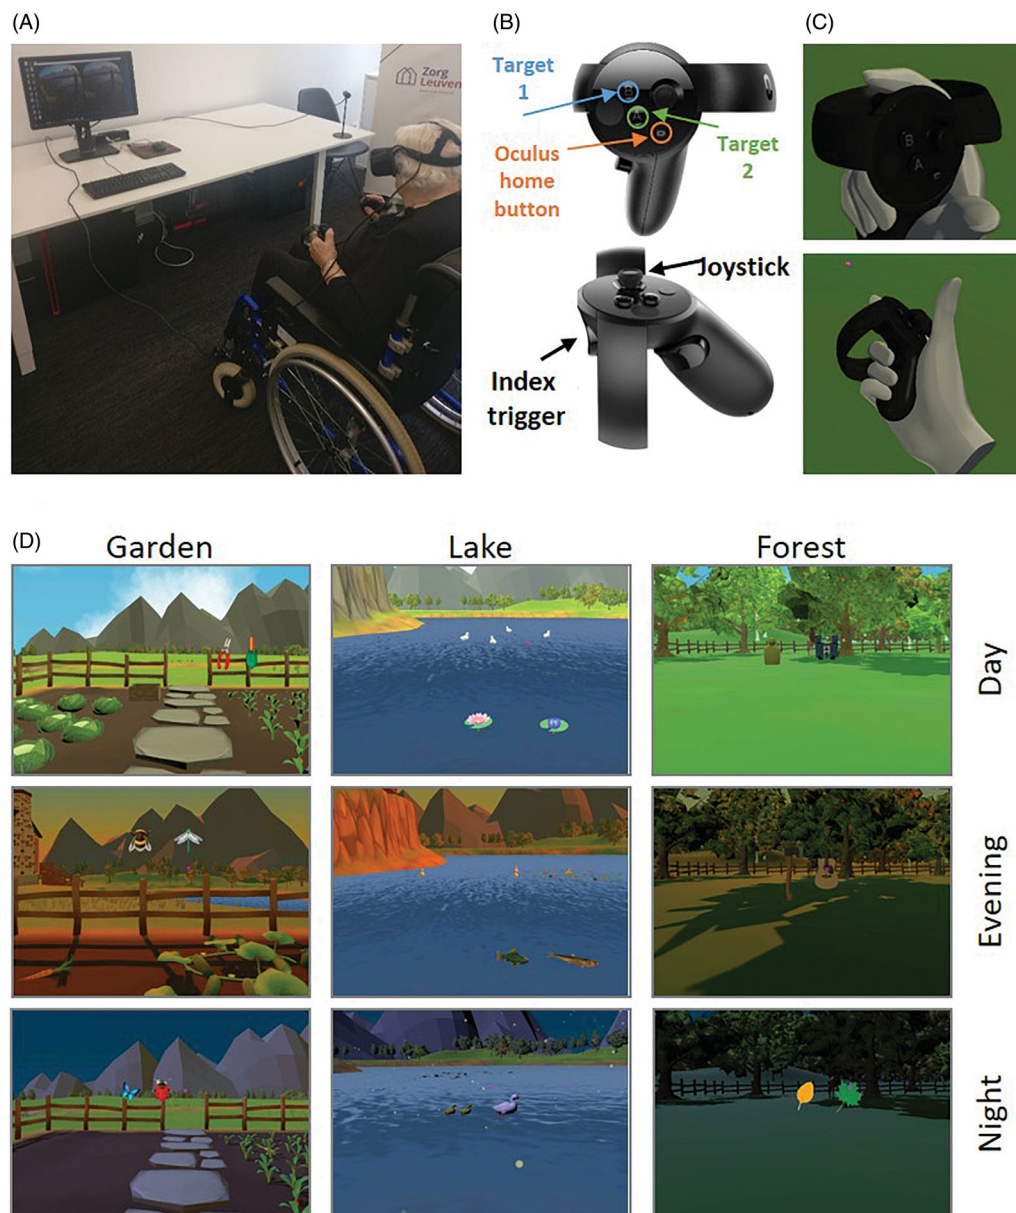 (A)
(B)
(C)
Zorg
Leuven
Target
1
B
A
Oculus
home
button
Target
2
Joystick
Index
trigger
B
A
(D)
Garden
Lake
Forest
Day
Evening
Night